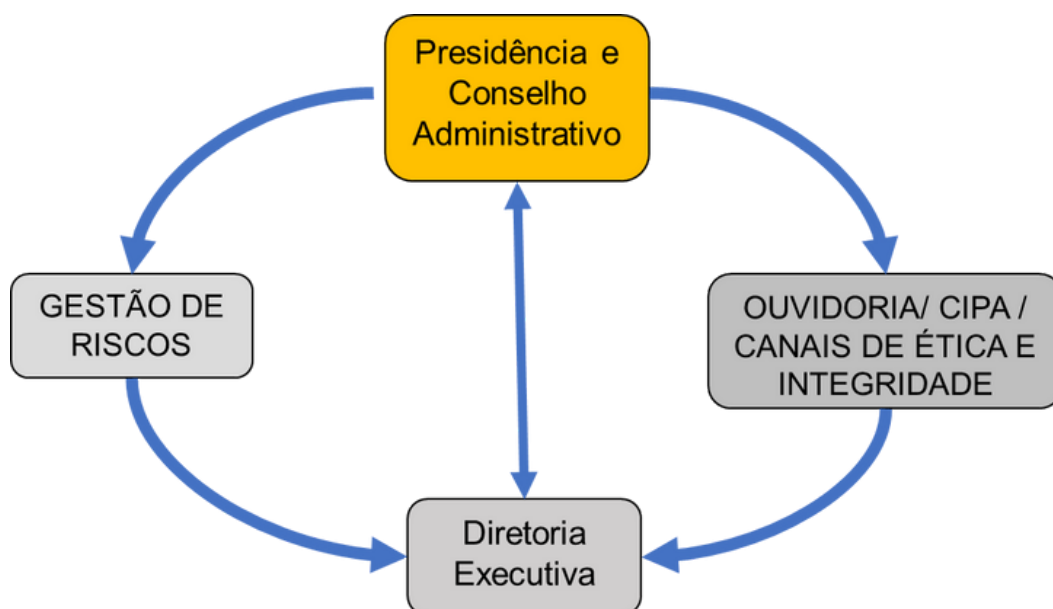 Presidência e
Conselho
Administrativo
GESTÃO DE
RISCOS
OUVIDORIA/ CIPA /
CANAIS DE ÉTICA E
INTEGRIDADE
Diretoria
Executiva